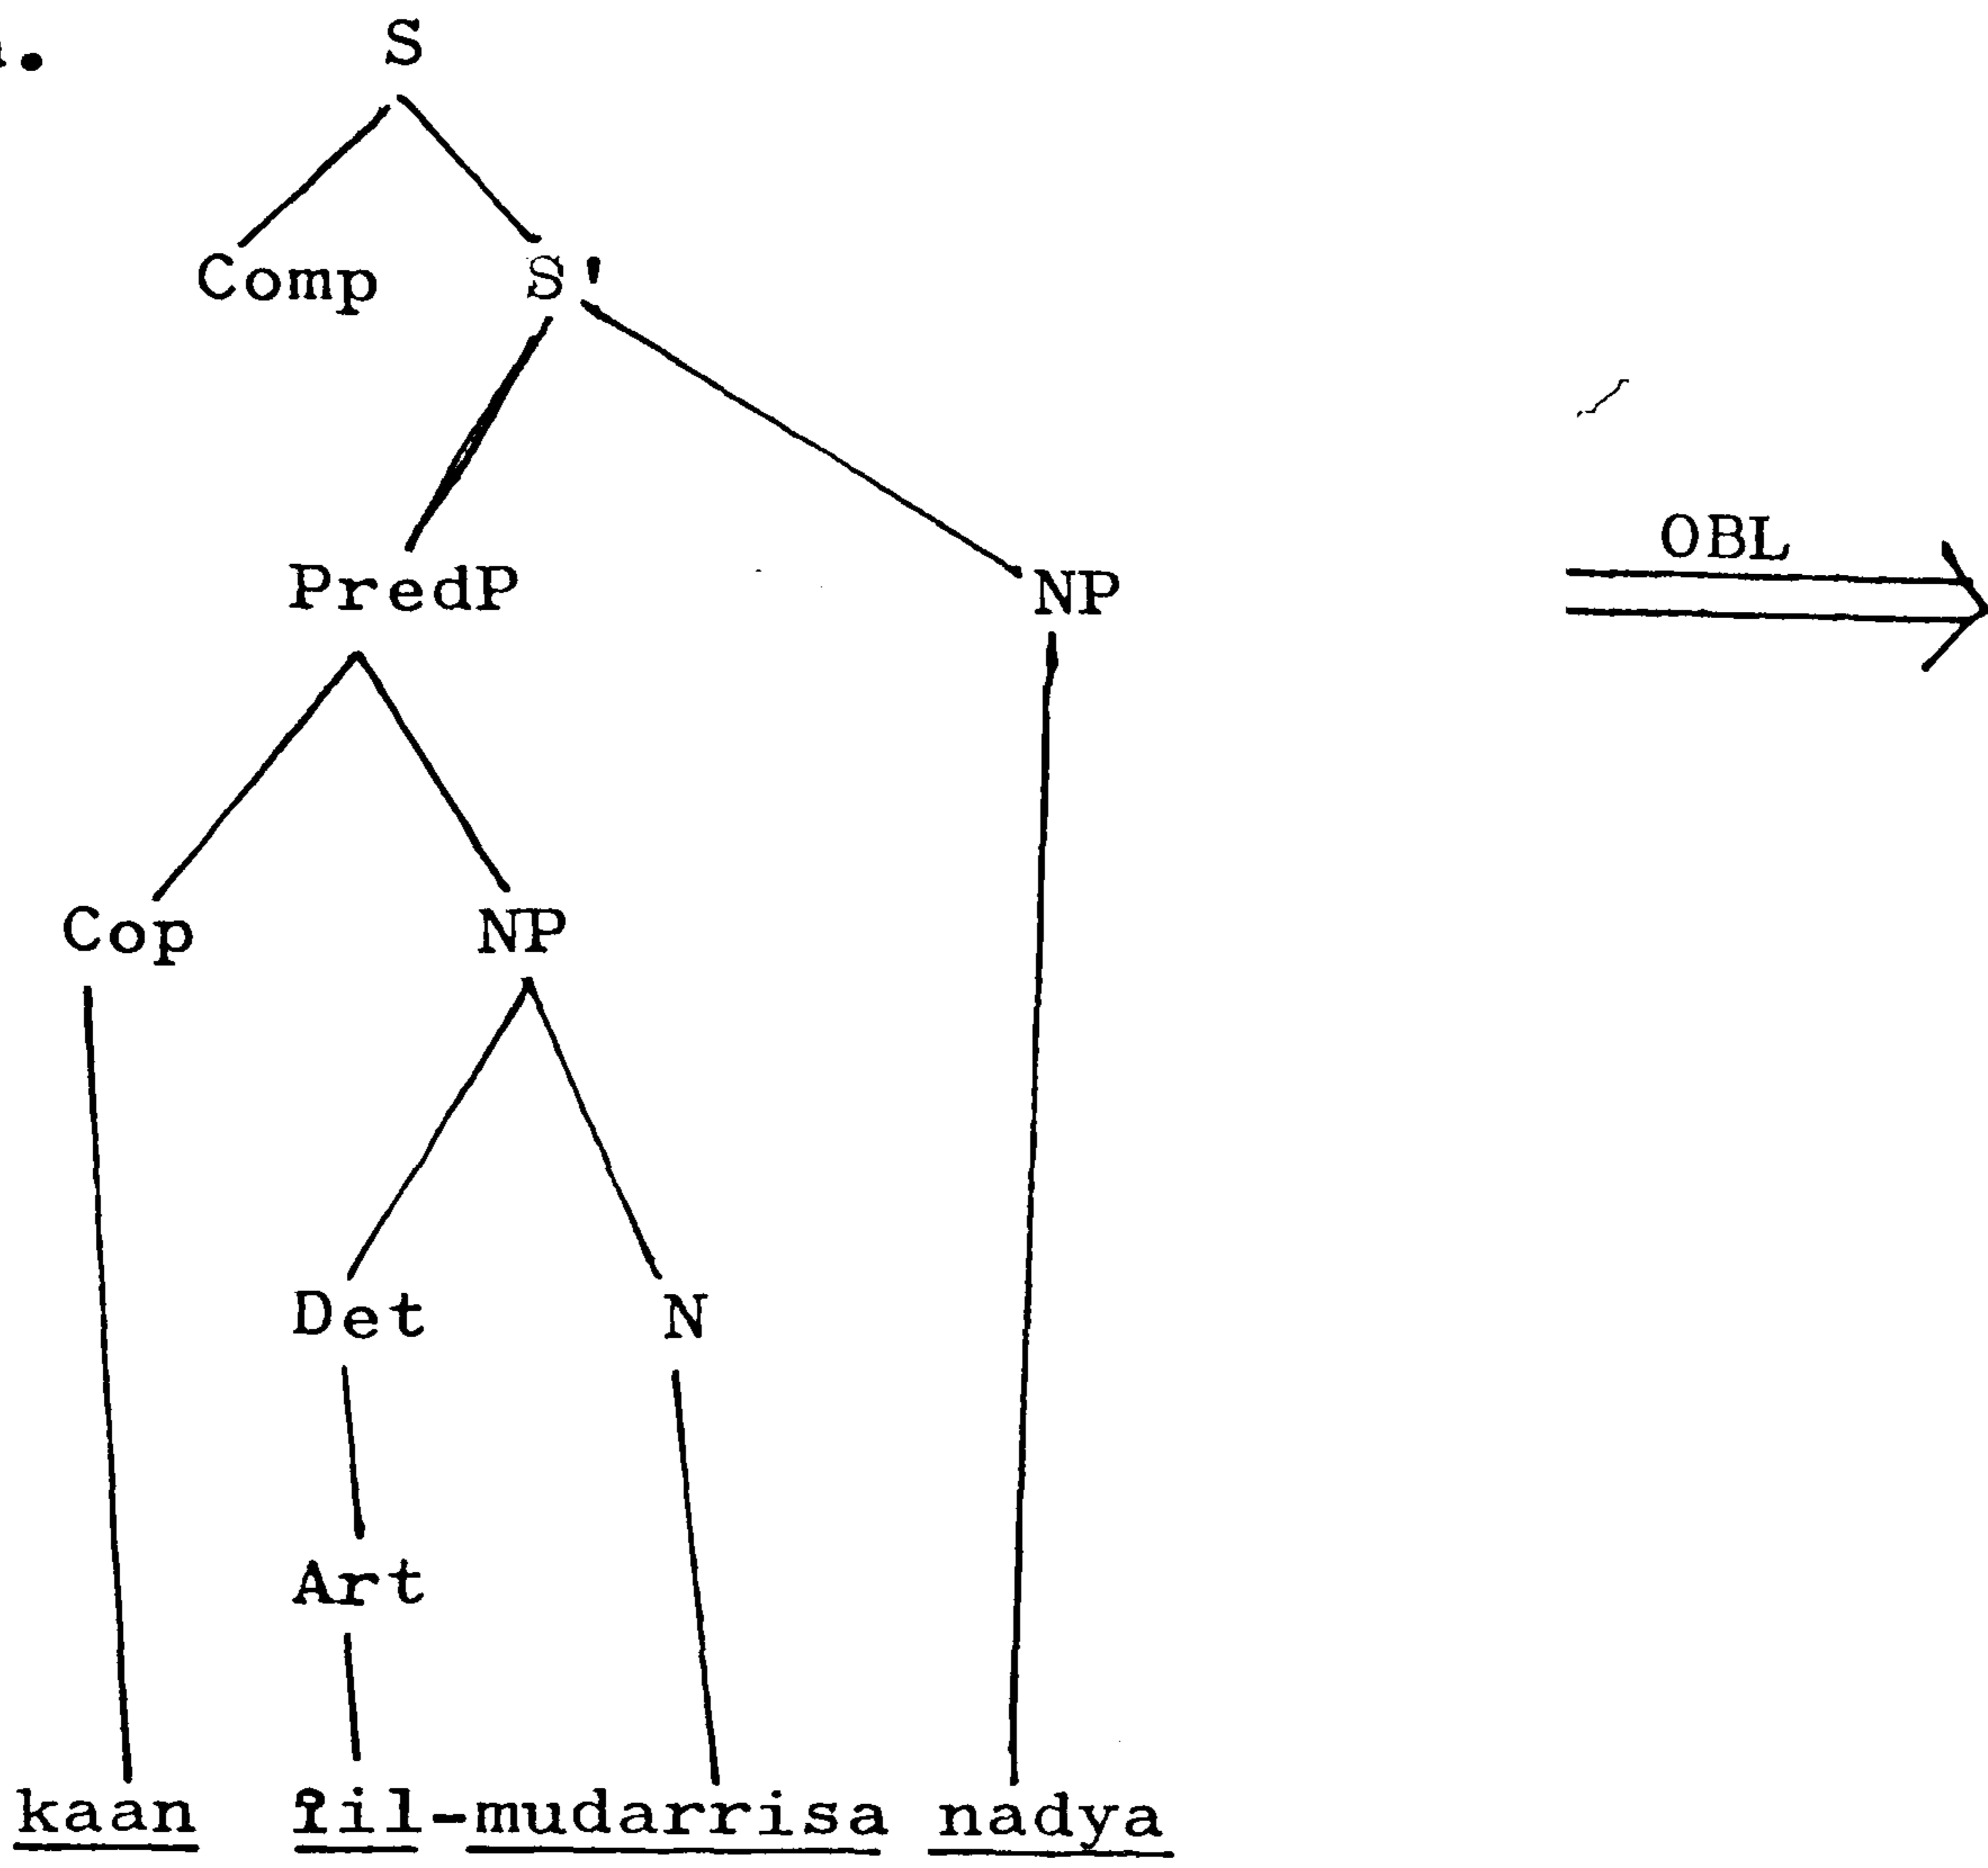 S
Comp S'
OBL
PredP NP
Cop NP
Det N
Art
kaan ʔil-mudarrisa nadya